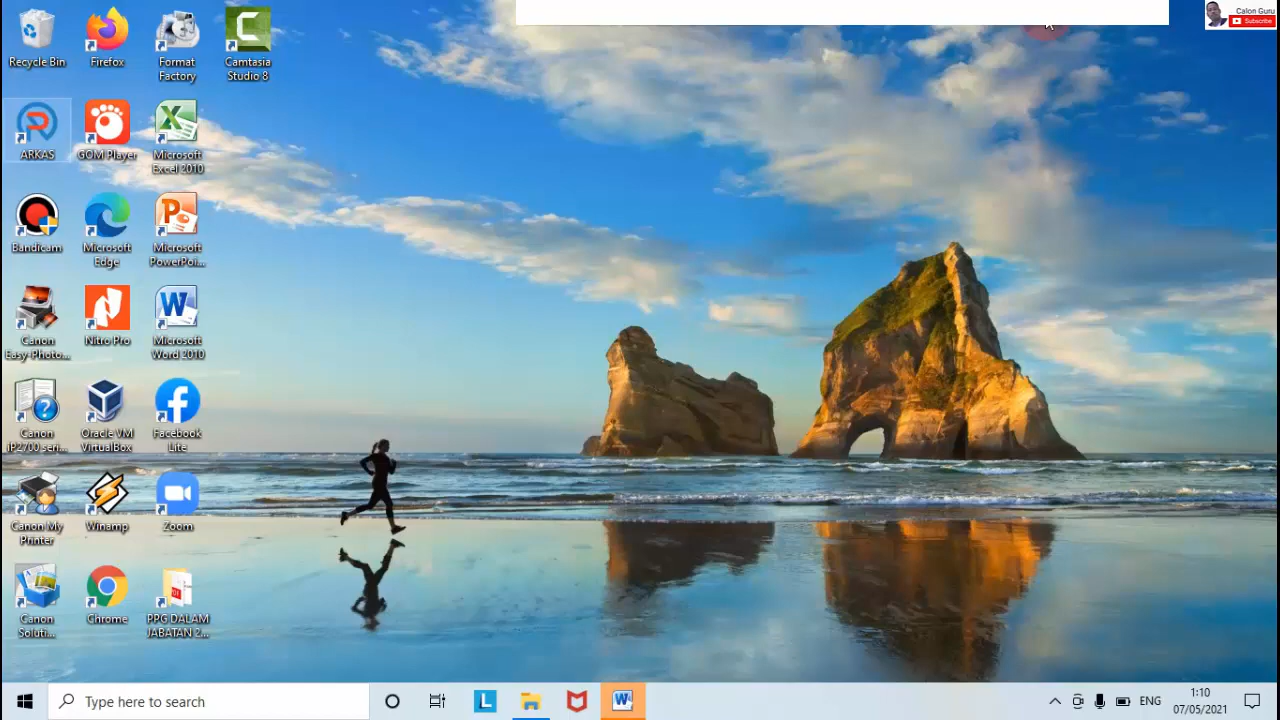 Recycle Bin
Firefox
Format
Factory
Camtasia
Studio 8
Calon Guru
Subscribe
ARKAS
GOM Player
Microsoft
Excel 2010
Bandicam
Microsoft
Edge
Microsoft
PowerPoi...
Canon
Easy-Photo...
Nitro Pro
Microsoft
Word 2010
Canon
iP2700 seri...
Oracle VM
VirtualBox
Facebook
Lite
Canon My
Printer
Winamp
Zoom
Canon
Soluti...
Chrome
PPG DALAM
JABATAN 2...
Type here to search
ENG
1:10
07/05/2021